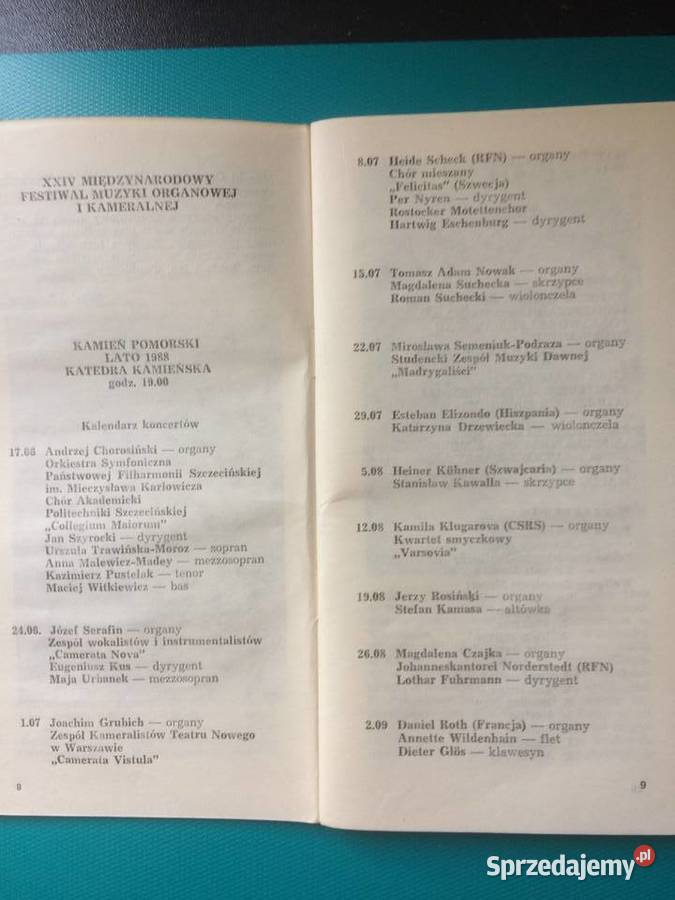 XXIV MIĘDZYNARODOWY
FESTIWAL MUZYKI ORGANOWEJ
I KAMERALNEJ
KAMIEŃ POMORSKI
LATO 1988
KATEDRA KAMIEŃSKA
godz. 19.00
Kalendarz koncertów
17.06 Andrzej Chorosiński — organy
Orkiestra Symfoniczna
Państwowej Filharmonii Szczecińskiej
im. Mieczysława Karłowicza
Chór Akademicki
Politechniki Szczecińskiej
„Collegium Maiorum"
Jan Szyrocki — dyrygent
Urszula Trawińska-Moroz — sopran
Anna Malewicz-Madey — mezzosopran
Kazimierz Pustelak — tenor
Maciej Witkiewicz — bas
24.06. Józef Serafin — organy
Zespół wokalistów i instrumentalistów
„Camerata Nova"
Eugeniusz Kus — dyrygent
Maja Urbanek — mezzosopran
1.07 Joachim Grubich — organy
Zespół Kameralistów Teatru Nowego
w Warszawie
„Camerata Vistula"
8
8.07 Heide Scheck (RFN) — organy
Chór mieszany
„Felicitas" (Szwecja)
Per Nyren — dyrygent
Rostocker Motettenchor
Hartwig Eschenburg — dyrygent
15.07 Tomasz Adam Nowak — organy
Magdalena Suchecka — skrzypce
Roman Suchecki — wiolonczela
22.07 Mirosława Semeniuk-Podraza — organy
Studencki Zespół Muzyki Dawnej
„Madrygaliści"
29.07 Esteban Elizondo (Hiszpania) — organy
Katarzyna Drzewiecka — wiolonczela
5.08 Heiner Kühner (Szwajcaria) — organy
Stanisław Kawalla — skrzypce
12.08 Kamila Klugarova (CSRS) — organy
Kwartet smyczkowy
„Varsovia"
19.08 Jerzy Rosiński — organy
Stefan Kamasa — altówka
26.08 Magdalena Czajka — organy
Johanneskantorei Norderstedt (RFN)
Lothar Fuhrmann — dyrygent
2.09 Daniel Roth (Francja) — organy
Annette Wildenhain — flet
Dieter Glös — klawesyn
9
Sprzedajemy.pl